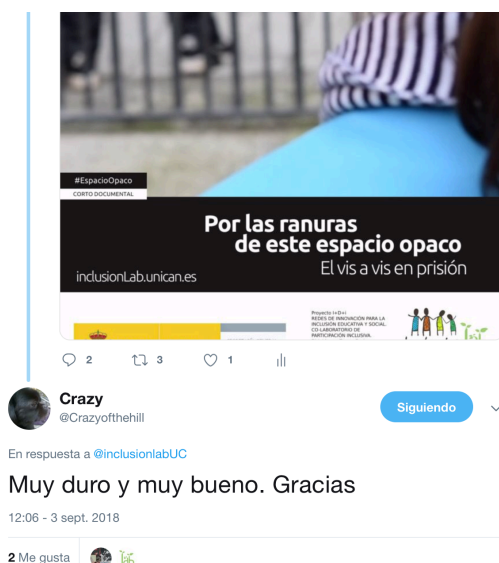 #EspacioOpaco
CORTO DOCUMENTAL
Por las ranuras
de este espacio opaco
El vis a vis en prisión
inclusionLab.unican.es
Proyecto I+D+i
REDES DE INNOVACIÓN PARA LA
INCLUSIÓN EDUCATIVA Y SOCIAL.
CO-LABORATORIO DE
PARTICIPACIÓN INCLUSIVA.
lab
2
3
1
Crazy
@Crazyofthehill
Siguiendo
En respuesta a @inclusionlabUC
Muy duro y muy bueno. Gracias
12:06 - 3 sept. 2018
2 Me gusta
lab